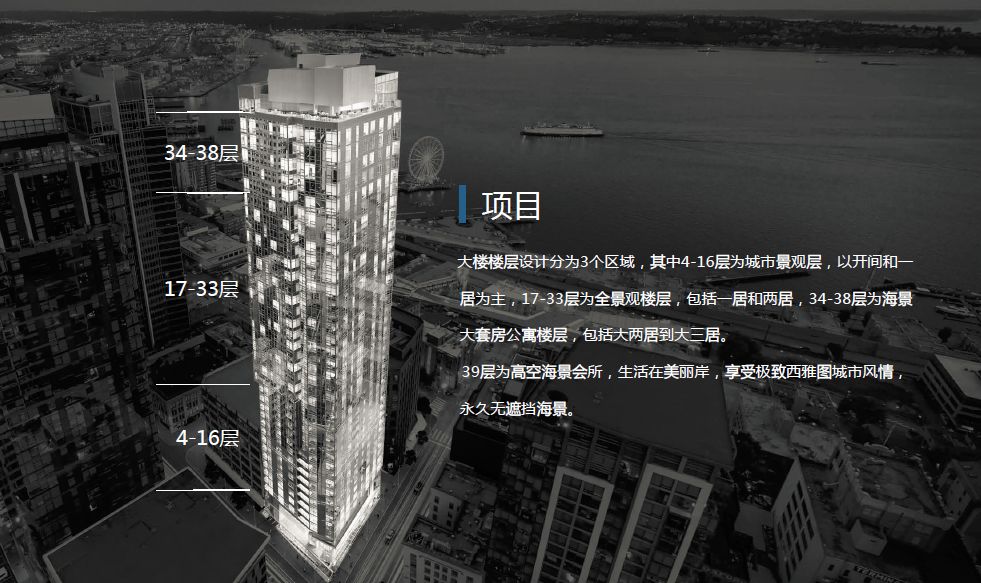 34-38层
17-33层
4-16层
项目
大楼楼层设计分为3个区域，其中4-16层为城市景观层，以开间和一
居为主，17-33层为全景观楼层，包括一居和两居，34-38层为海景
大套房公寓楼层，包括大两居到大三居。
39层为高空海景会所，生活在美丽岸，享受极致西雅图城市风情，
永久无遮挡海景。